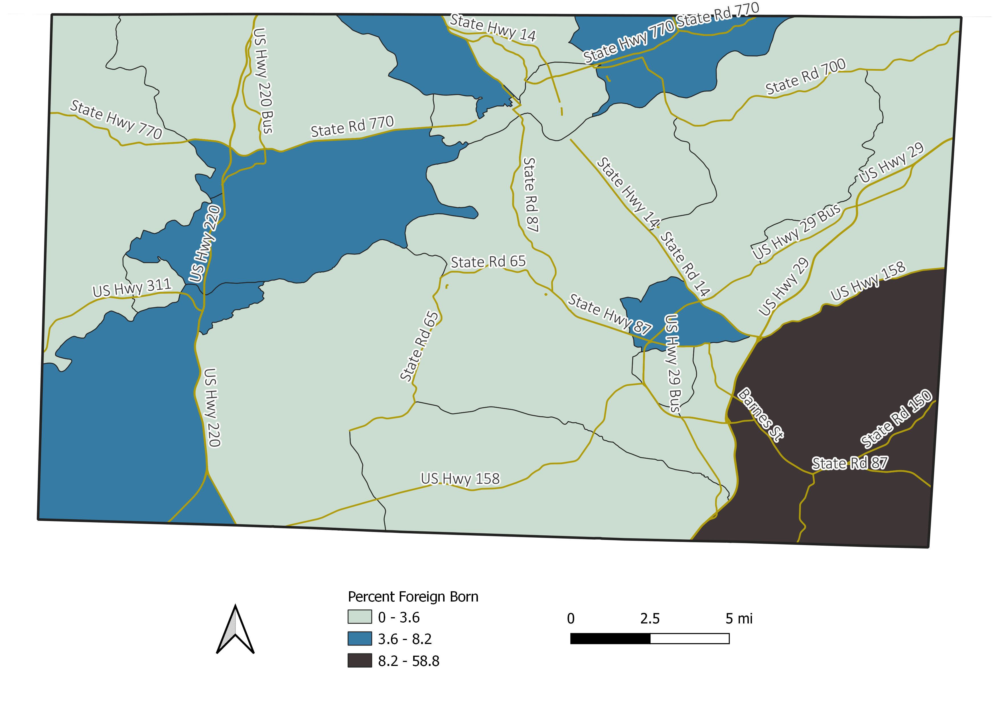 State Rd 770
State Hwy 14
State Hwy 770
US Hwy 220 Bus
State Rd 700
State Hwy 770
State Rd 770
US Hwy 29
State Rd 87
State Hwy 14
US Hwy 220
US Hwy 29 Bus
State Rd 14
State Rd 65
US Hwy 29
US Hwy 158
US Hwy 311
State Hwy 87
State Rd 65
US Hwy 29 Bus
US Hwy 220
Barnes St
State Rd 150
State Rd 87
US Hwy 158
Percent Foreign Born
0 - 3.6
3.6 - 8.2
8.2 - 58.8
0 2.5 5 mi